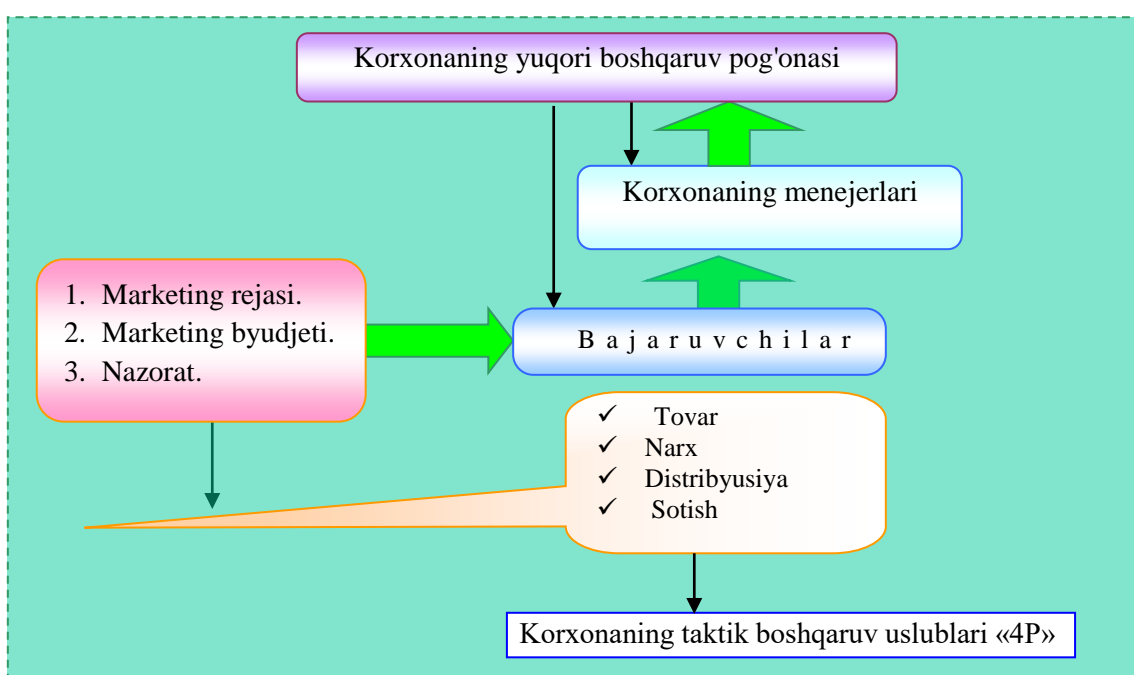 Korxonaning yuqori boshqaruv pog'onasi
Korxonaning menejerlari
1. Marketing rejasi.
2. Marketing byudjeti.
3. Nazorat.
Bajaruvchilar
✓ Tovar
✓ Narx
✓ Distribyusiya
✓ Sotish
Korxonaning taktik boshqaruv uslublari «4P»